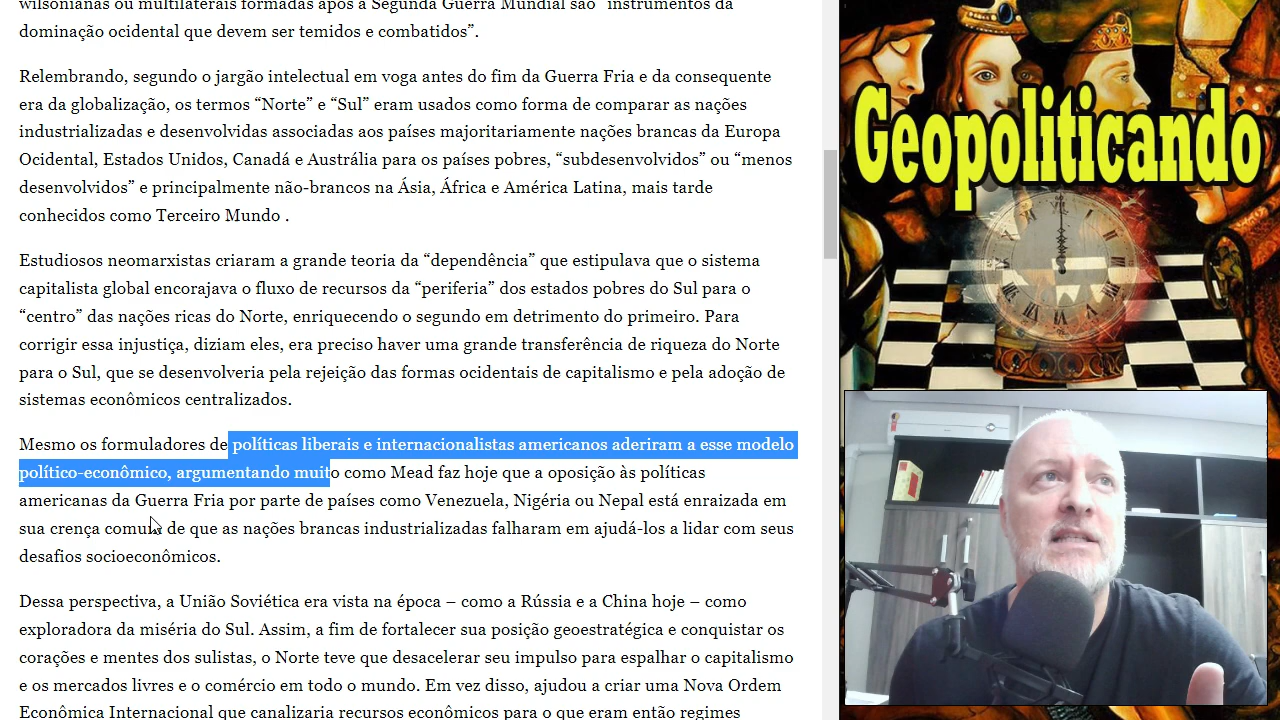 wilsonianas ou multilaterais formadas após a Segunda Guerra Mundial são “instrumentos da
dominação ocidental que devem ser temidos e combatidos”.
Relembrando, segundo o jargão intelectual em voga antes do fim da Guerra Fria e da consequente
era da globalização, os termos “Norte” e “Sul” eram usados como forma de comparar as nações
industrializadas e desenvolvidas associadas aos países majoritariamente nações brancas da Europa
Ocidental, Estados Unidos, Canadá e Austrália para os países pobres, “subdesenvolvidos” ou “menos
desenvolvidos” e principalmente não-brancos na Ásia, África e América Latina, mais tarde
conhecidos como Terceiro Mundo .
Estudiosos neomarxistas criaram a grande teoria da “dependência” que estipulava que o sistema
capitalista global encorajava o fluxo de recursos da “periferia” dos estados pobres do Sul para o
“centro” das nações ricas do Norte, enriquecendo o segundo em detrimento do primeiro. Para
corrigir essa injustiça, diziam eles, era preciso haver uma grande transferência de riqueza do Norte
para o Sul, que se desenvolveria pela rejeição das formas ocidentais de capitalismo e pela adoção de
sistemas econômicos centralizados.
Mesmo os formuladores de políticas liberais e internacionalistas americanos aderiram a esse modelo
político-econômico, argumentando muito como Mead faz hoje que a oposição às políticas
americanas da Guerra Fria por parte de países como Venezuela, Nigéria ou Nepal está enraizada em
sua crença comum de que as nações brancas industrializadas falharam em ajudá-los a lidar com seus
desafios socioeconômicos.
Dessa perspectiva, a União Soviética era vista na época – como a Rússia e a China hoje – como
exploradora da miséria do Sul. Assim, a fim de fortalecer sua posição geoestratégica e conquistar os
corações e mentes dos sulistas, o Norte teve que desacelerar seu impulso para espalhar o capitalismo
e os mercados livres e o comércio em todo o mundo. Em vez disso, ajudou a criar uma Nova Ordem
Econômica Internacional que canalizaria recursos econômicos para o que eram então regimes
Geopoliticando